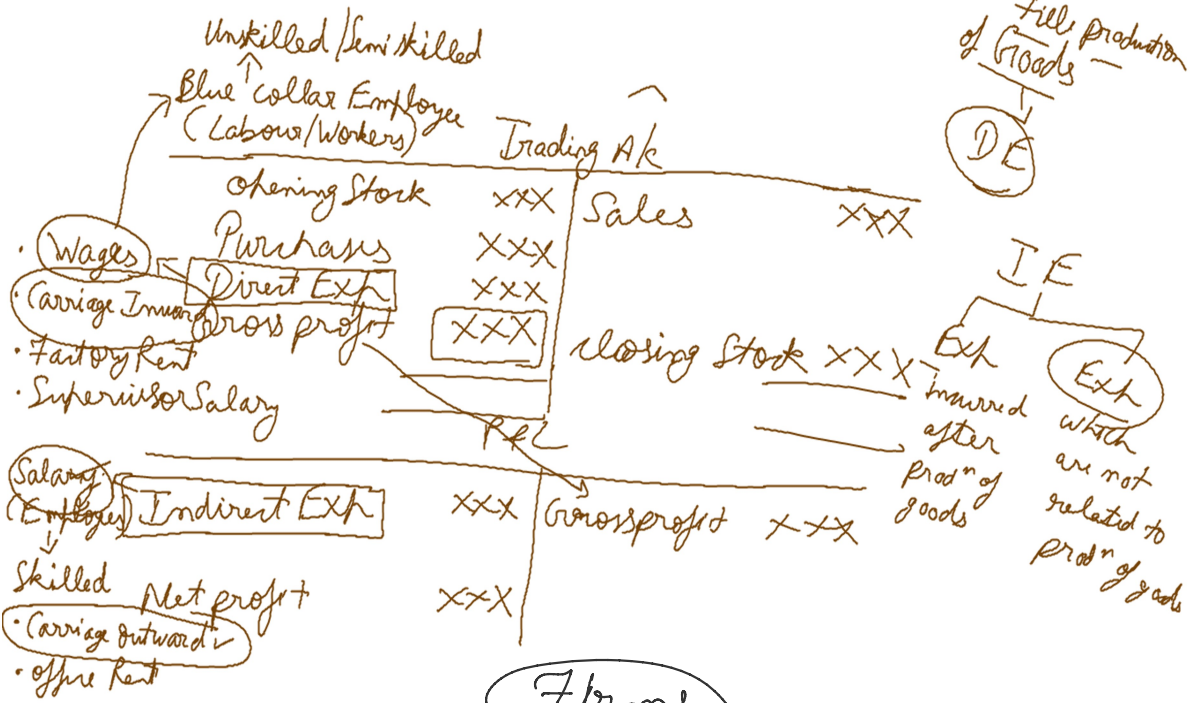 Unskilled/Semiskilled
Blue collar Employee
(Labour/Workers)
Trading A/c
Opening Stock XXX
Sales XXX
Purchases XXX
Direct Exp XXX
Gross profit XXX
Closing Stock XXX
• Wages
• Carriage Inward
• Factory Rent
• Supervisor Salary
P&L
Salary
(Employee)
Indirect Exp XXX
Gross profit XXX
Skilled
Net profit XXX
• Carriage outward
• office Rent
Till production
of Goods
DE
IE
Exp
incurred
after
prodn of
goods
Exp
which
are not
related to
prodn of goods